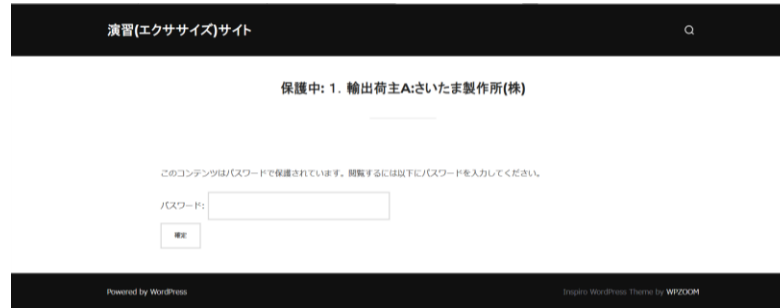 演習(エクササイズ)サイト
保護中: 1. 輸出荷主A:さいたま製作所(株)
このコンテンツはパスワードで保護されています。閲覧するには以下にパスワードを入力してください。
パスワード:
確定
Powered by WordPress
Inspiro WordPress Theme by WPZOOM